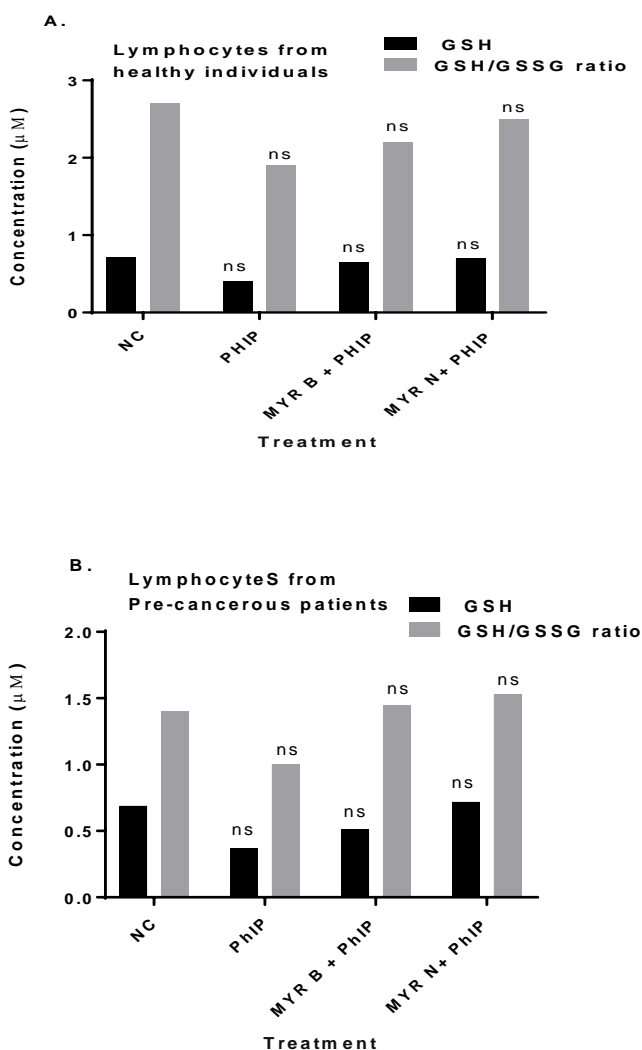 A.
Lymphocytes from
healthy individuals
GSH
GSH/GSSG ratio
Concentration (μM)
3
2
1
0
ns
ns
ns
ns
ns
ns
NC
PHIP
MYR B + PHIP
MYR N+ PHIP
Treatment
B.
LymphocyteS from
Pre-cancerous patients
GSH
GSH/GSSG ratio
Concentration (μM)
2.0
1.5
1.0
0.5
0.0
ns
ns
ns
ns
ns
ns
NC
PhIP
MYR B + PhIP
MYR N+ PhIP
Treatment